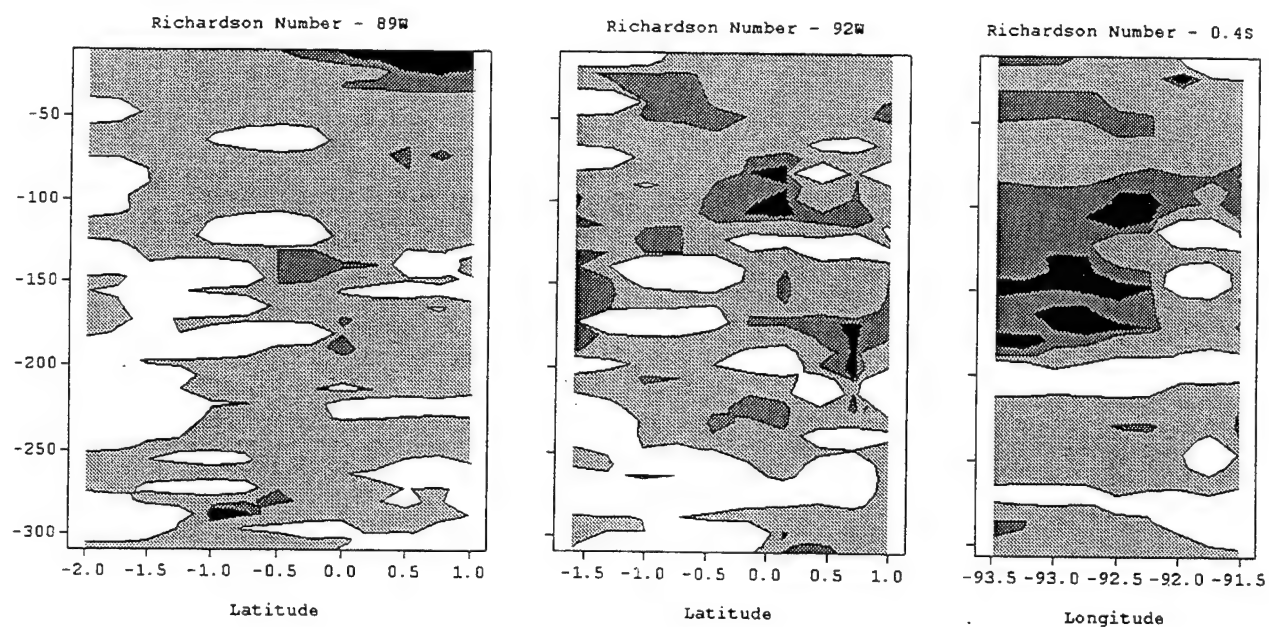 Richardson Number - 89W
Richardson Number - 92W
Richardson Number - 0.4S
-50
-100
-150
-200
-250
-300
-2.0 -1.5 -1.0 -0.5 0.0 0.5 1.0
-1.5 -1.0 -0.5 0.0 0.5 1.0
-93.5 -93.0 -92.5 -92.0 -91.5
Latitude
Latitude
Longitude